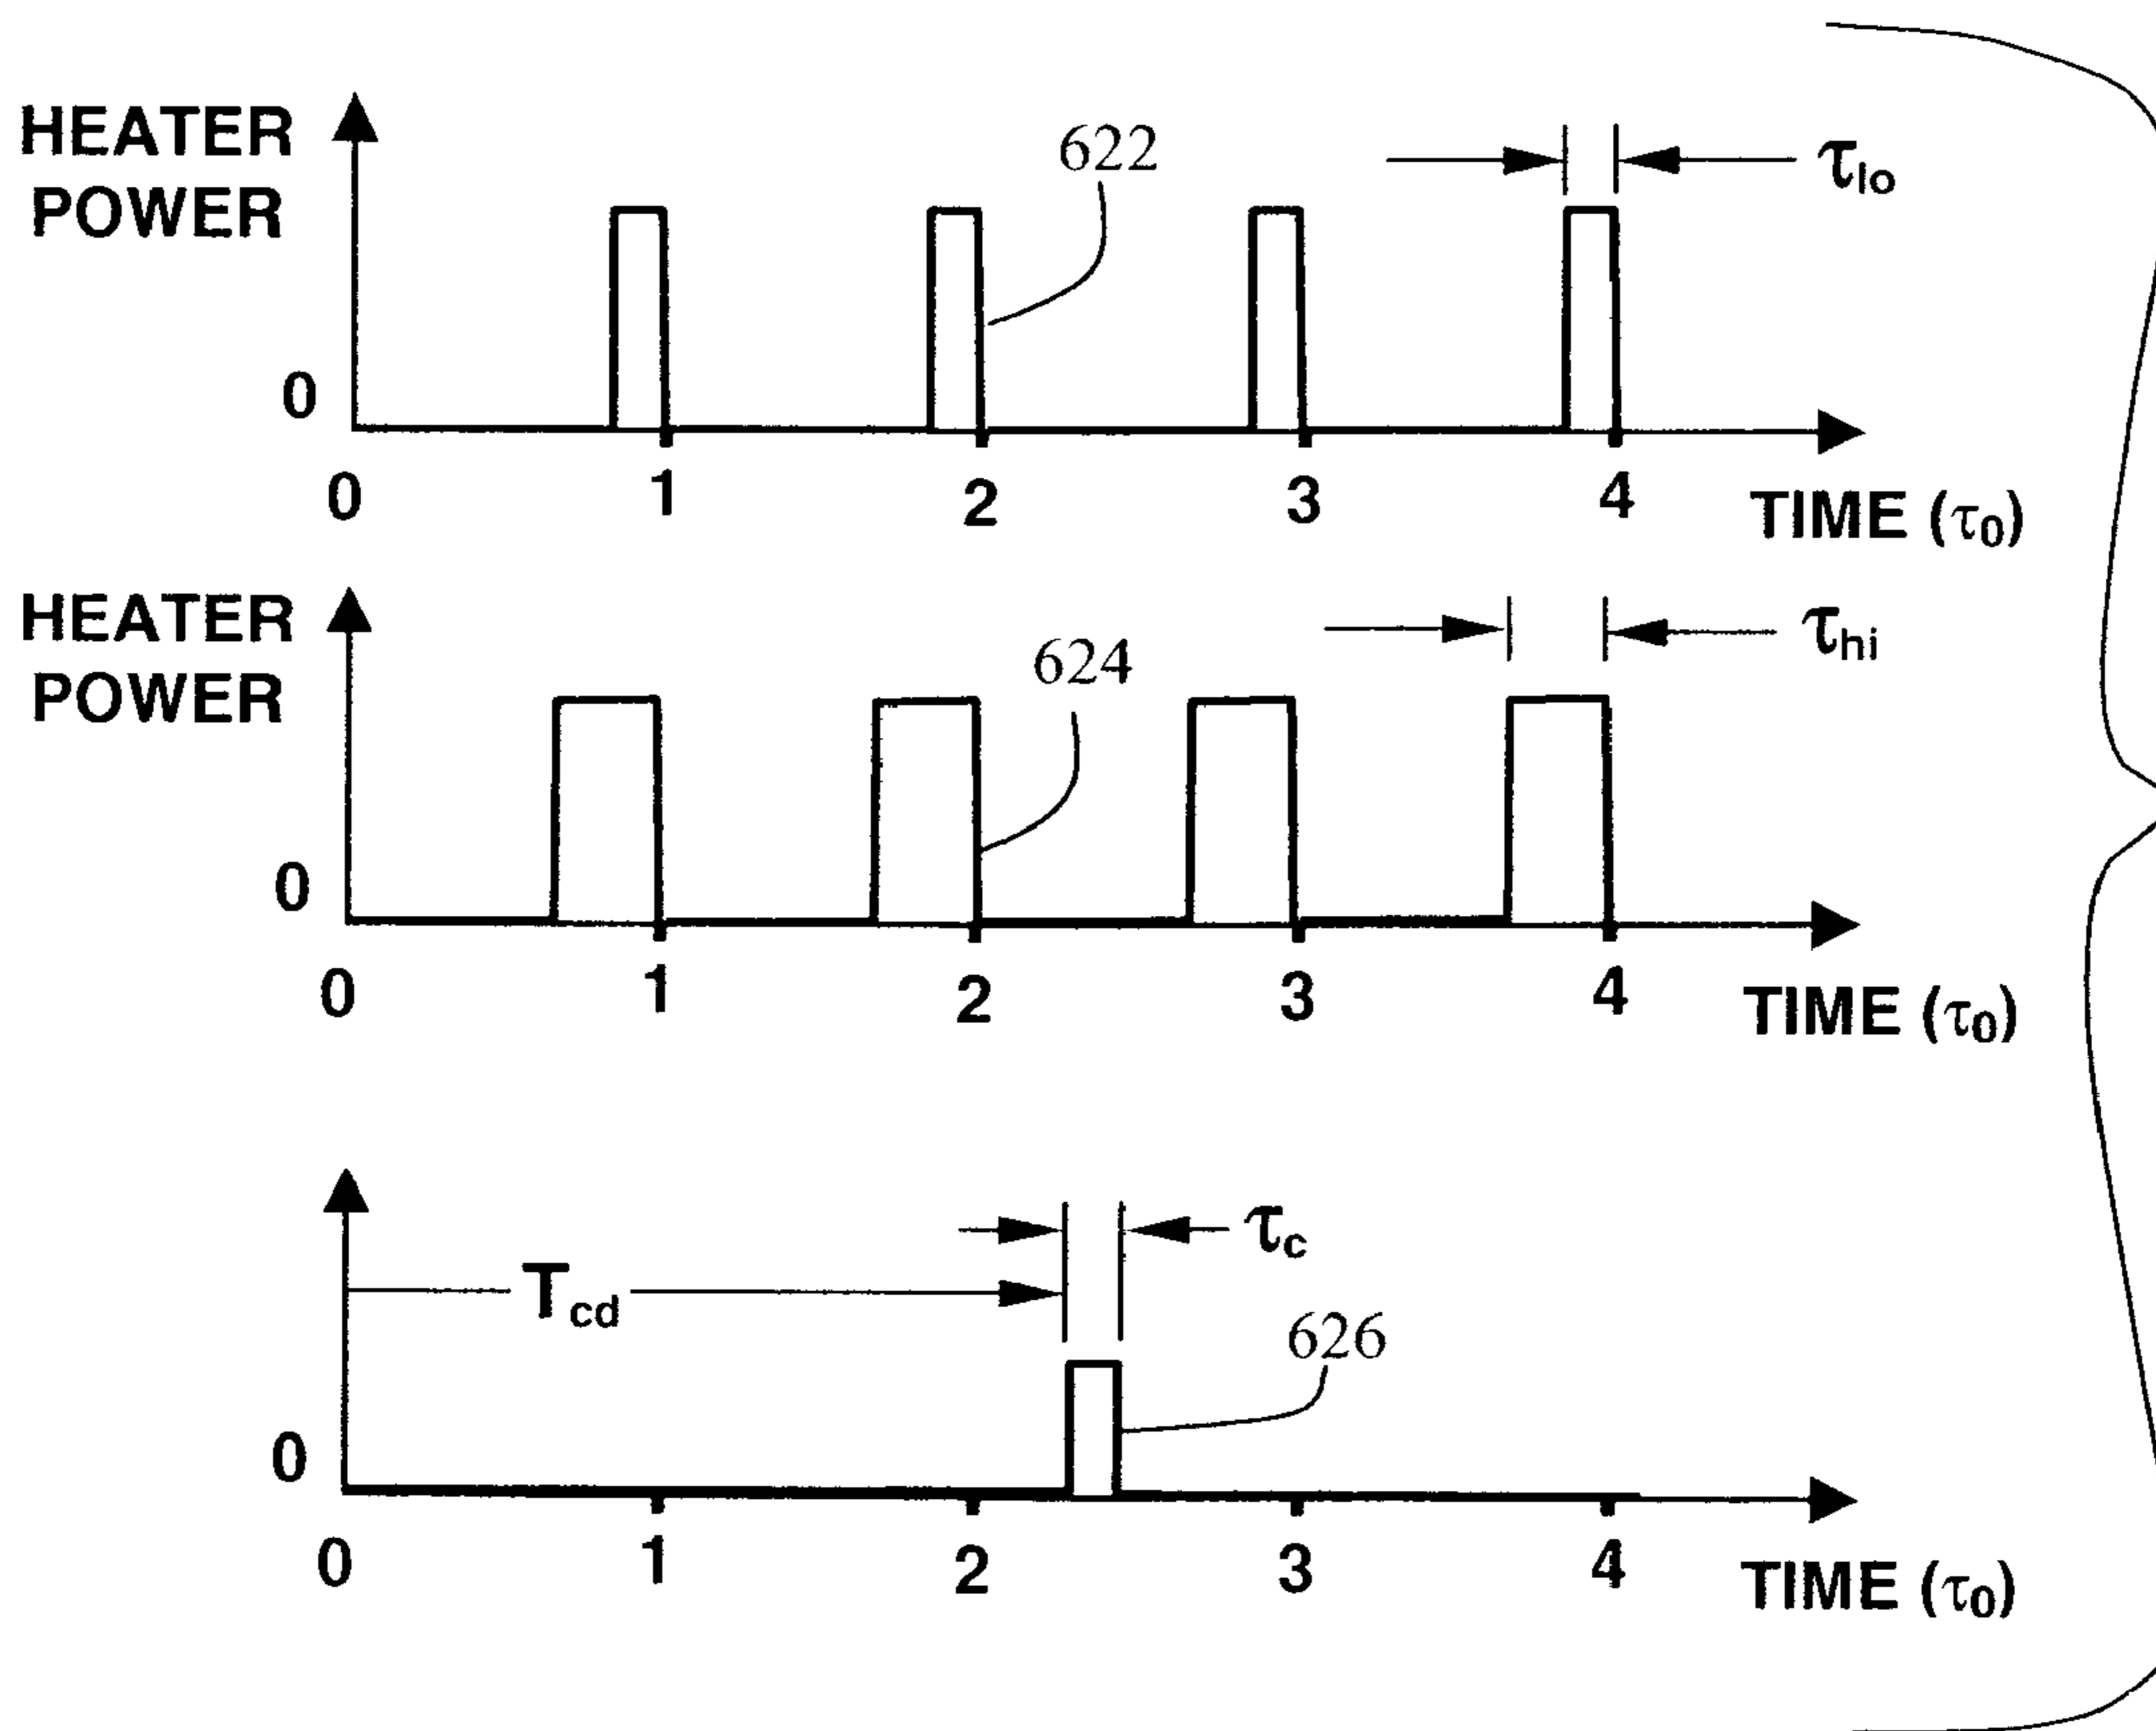 HEATER
POWER
622
τlo
0
0 1 2 3 4 TIME (τ0)
HEATER
POWER
624
τhi
0
0 1 2 3 4 TIME (τ0)
τc
Tcd
626
0
0 1 2 3 4 TIME (τ0)